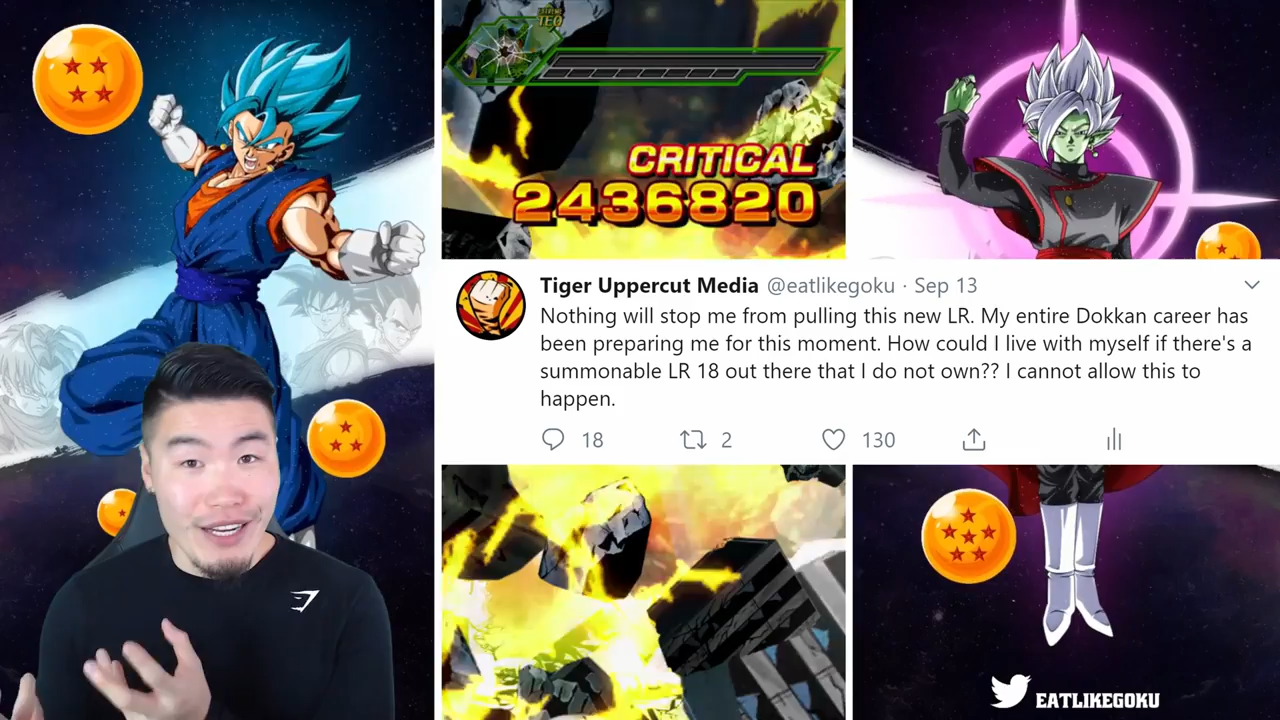 EXTREME
TEQ
CRITICAL
2436820
Tiger Uppercut Media @eatlikegoku · Sep 13
Nothing will stop me from pulling this new LR. My entire Dokkan career has
been preparing me for this moment. How could I live with myself if there's a
summonable LR 18 out there that I do not own?? I cannot allow this to
happen.
18 2 130
EATLIKEGOKU